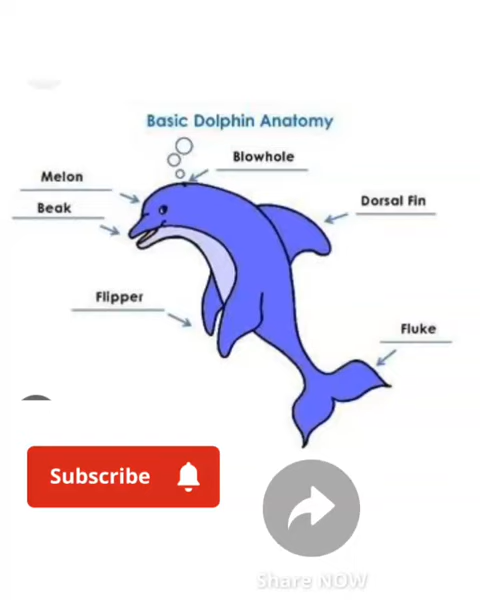 Basic Dolphin Anatomy
Blowhole
Melon
Beak
Dorsal Fin
Flipper
Fluke
Subscribe
Share NOW